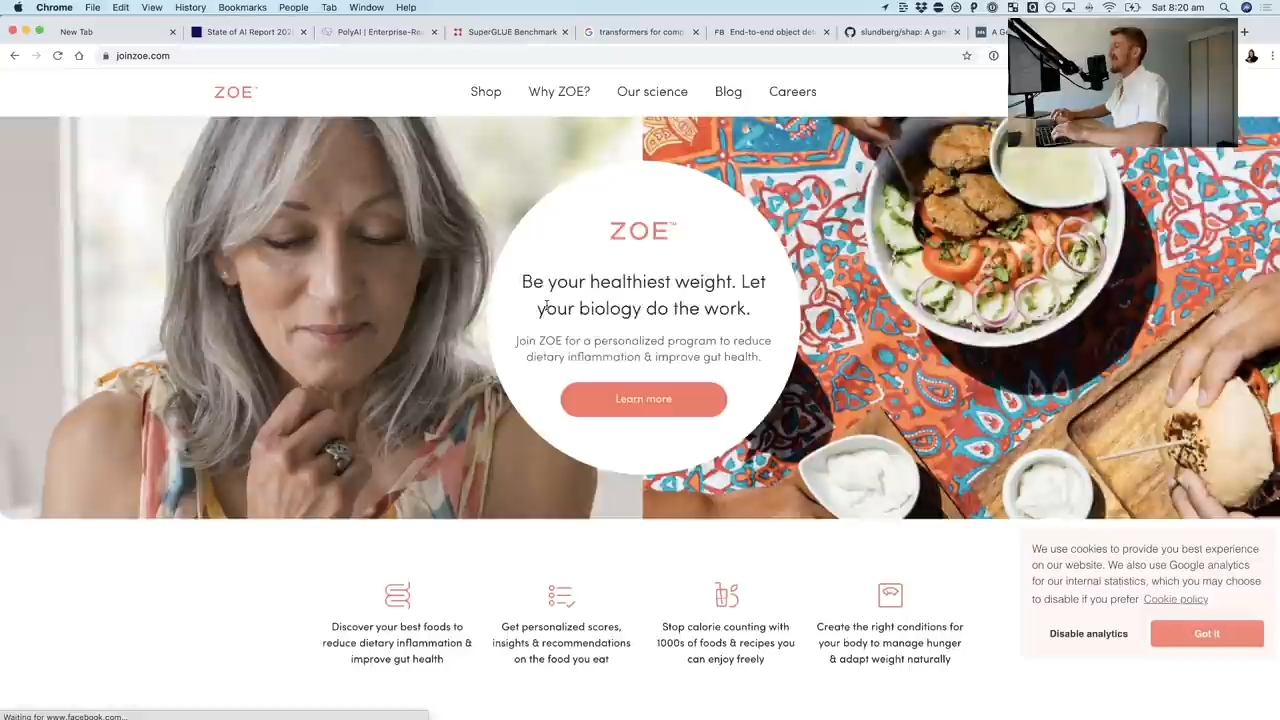 Chrome File Edit View History Bookmarks People Tab Window Help
Sat 8:20 am
New Tab
State of AI Report 202
PolyAI | Enterprise-Re
SuperGLUE Benchmark
transformers for comp
End-to-end object det
slundberg/shap: A gam
joinzoe.com
ZOE™
Shop Why ZOE? Our science Blog Careers
ZOE™
Be your healthiest weight. Let
your biology do the work.
Join ZOE for a personalized program to reduce
dietary inflammation & improve gut health.
Learn more
We use cookies to provide you best experience
on our website. We also use Google analytics
for our internal statistics, which you may choose
to disable if you prefer Cookie policy
Disable analytics Got it
Discover your best foods to
reduce dietary inflammation &
improve gut health
Get personalized scores,
insights & recommendations
on the food you eat
Stop calorie counting with
1000s of foods & recipes you
can enjoy freely
Create the right conditions for
your body to manage hunger
& adapt weight naturally
Waiting for www.facebook.com...